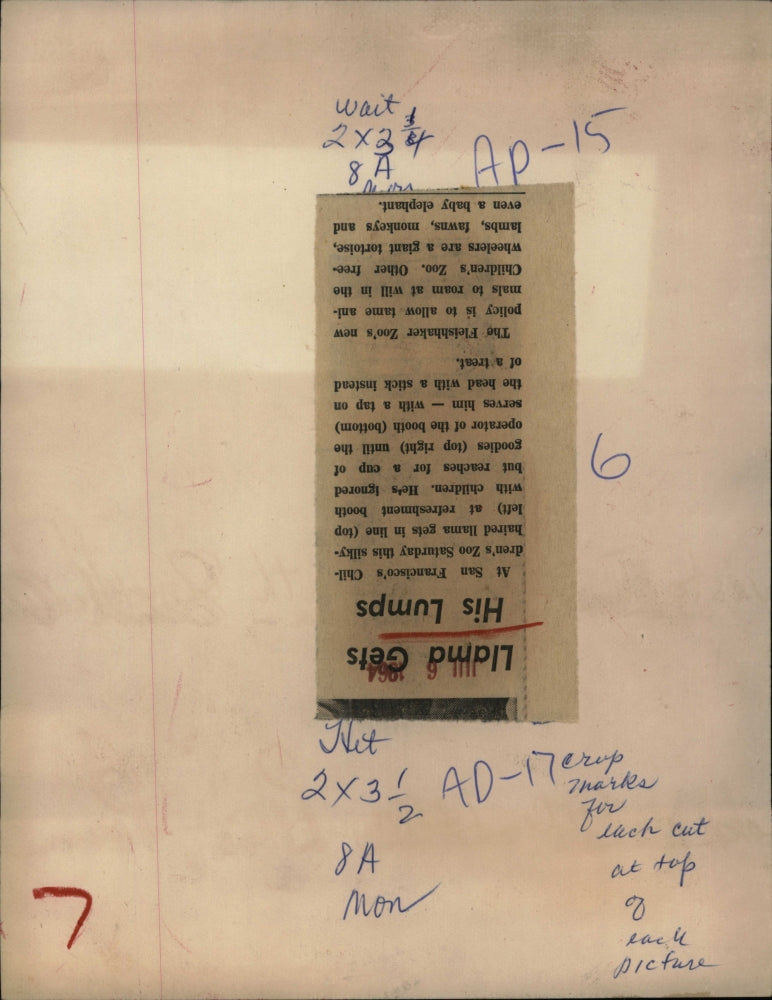 Wait
2 X 3 3/4
8 A
Mon
AP-15
Llama Gets
His Lumps
JUL 6 1964
At San Francisco's Chil-
dren's Zoo Saturday this silky-
haired llama gets in line (top
left) at refreshment booth
with children. He's ignored
but reaches for a cup of
goodies (top right) until the
operator of the booth (bottom)
serves him — with a tap on
the head with a stick instead
of a treat.
The Fleishhaker Zoo's new
policy is to allow tame ani-
mals to roam at will in the
Children's Zoo. Other free-
wheelers are a giant tortoise,
lambs, fawns, monkeys and
even a baby elephant.
6
2 X 3 1/2
AD-17
8A
Mon
crop
marks
for
each cut
at top
of
each
picture
7